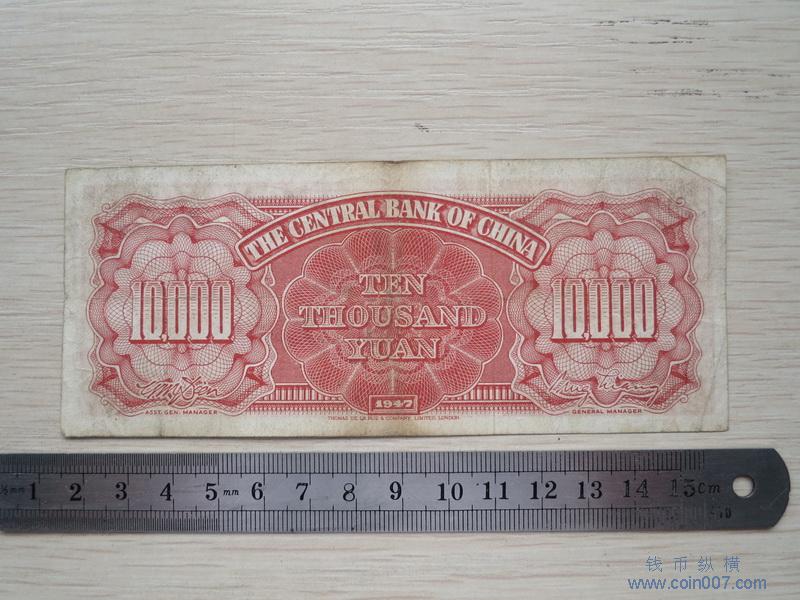 THE CENTRAL BANK OF CHINA
10,000
TEN
THOUSAND
YUAN
10,000
1947
ASST. GEN. MANAGER
GENERAL MANAGER
THOMAS DE LA RUE & COMPANY, LIMITED, LONDON
1 2 3 4 5 mm 6 7 8 9 10 11 12 13 14 15 cm
钱币纵横
www.coin007.com